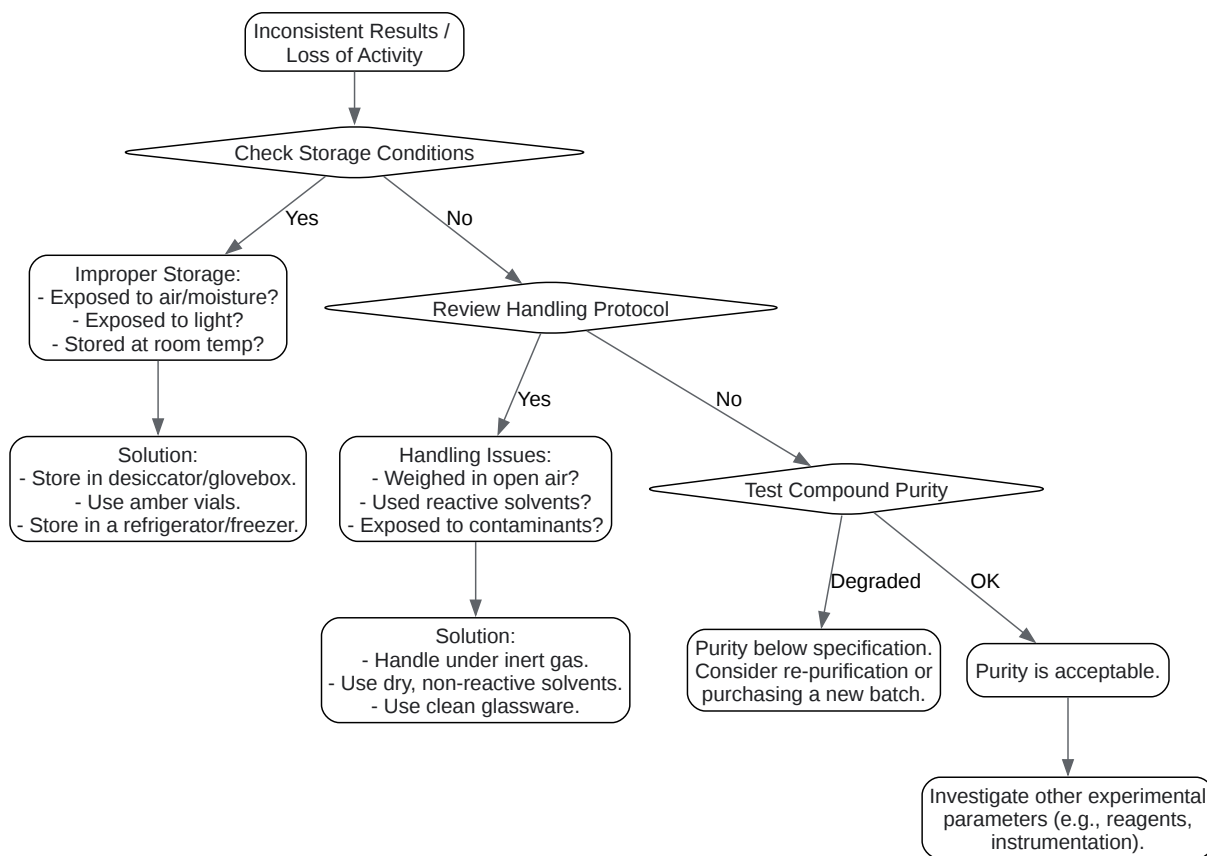 Inconsistent Results /
Loss of Activity
Check Storage Conditions
Yes
No
Improper Storage:
- Exposed to air/moisture?
- Exposed to light?
- Stored at room temp?
Review Handling Protocol
Yes
No
Solution:
- Store in desiccator/glovebox.
- Use amber vials.
- Store in a refrigerator/freezer.
Handling Issues:
- Weighed in open air?
- Used reactive solvents?
- Exposed to contaminants?
Test Compound Purity
Degraded
OK
Solution:
- Handle under inert gas.
- Use dry, non-reactive solvents.
- Use clean glassware.
Purity below specification.
Consider re-purification or
purchasing a new batch.
Purity is acceptable.
Investigate other experimental
parameters (e.g., reagents,
instrumentation).